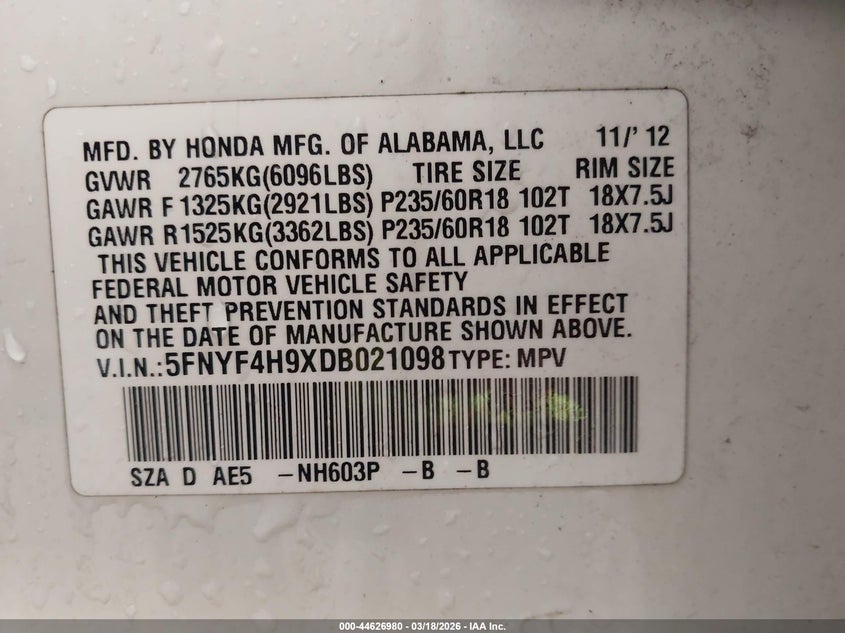 MFD. BY HONDA MFG. OF ALABAMA, LLC 11/' 12
GVWR 2765KG(6096LBS) TIRE SIZE RIM SIZE
GAWR F 1325KG(2921LBS) P235/60R18 102T 18X7.5J
GAWR R1525KG(3362LBS) P235/60R18 102T 18X7.5J
THIS VEHICLE CONFORMS TO ALL APPLICABLE
FEDERAL MOTOR VEHICLE SAFETY
AND THEFT PREVENTION STANDARDS IN EFFECT
ON THE DATE OF MANUFACTURE SHOWN ABOVE.
V.I.N.:5FNYF4H9XDB021098 TYPE: MPV
SZA D AE5 -NH603P -B -B
000-44626980 — 03/18/2026 — IAA Inc.